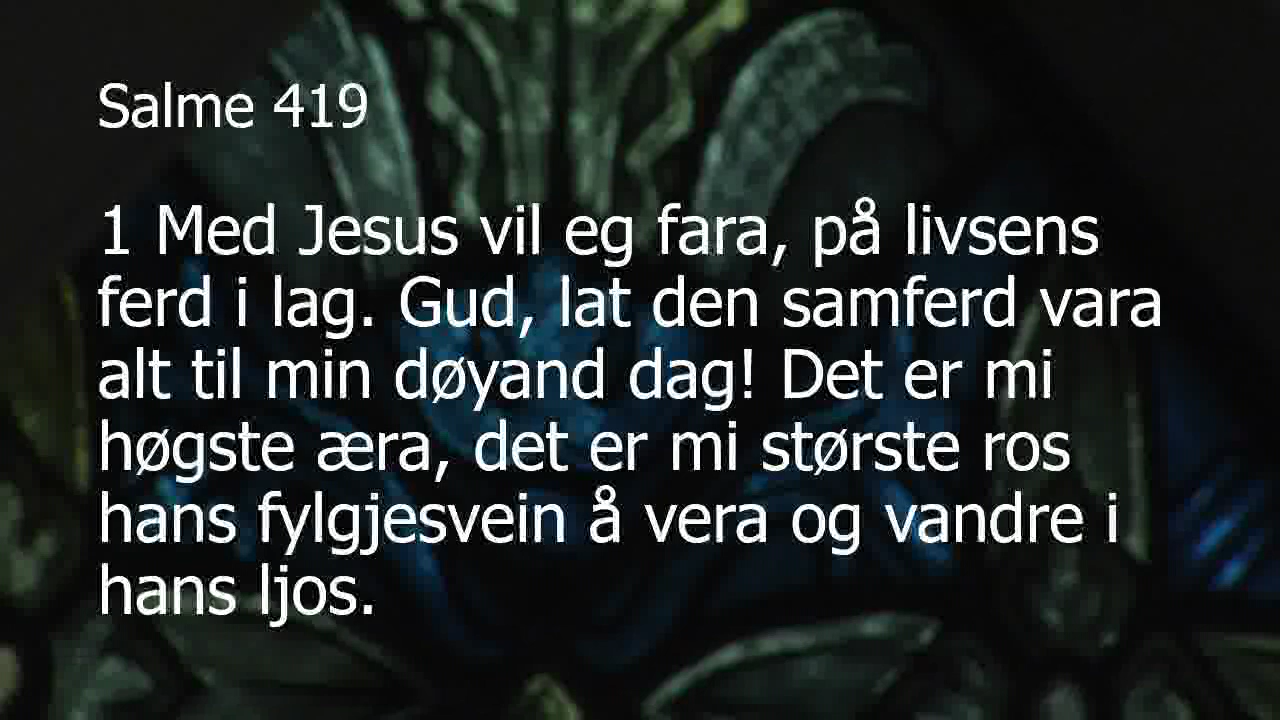 Salme 419
1 Med Jesus vil eg fara, på livsens
ferd i lag. Gud, lat den samferd vara
alt til min døyand dag! Det er mi
høgste æra, det er mi største ros
hans fylgjesvein å vera og vandre i
hans ljos.